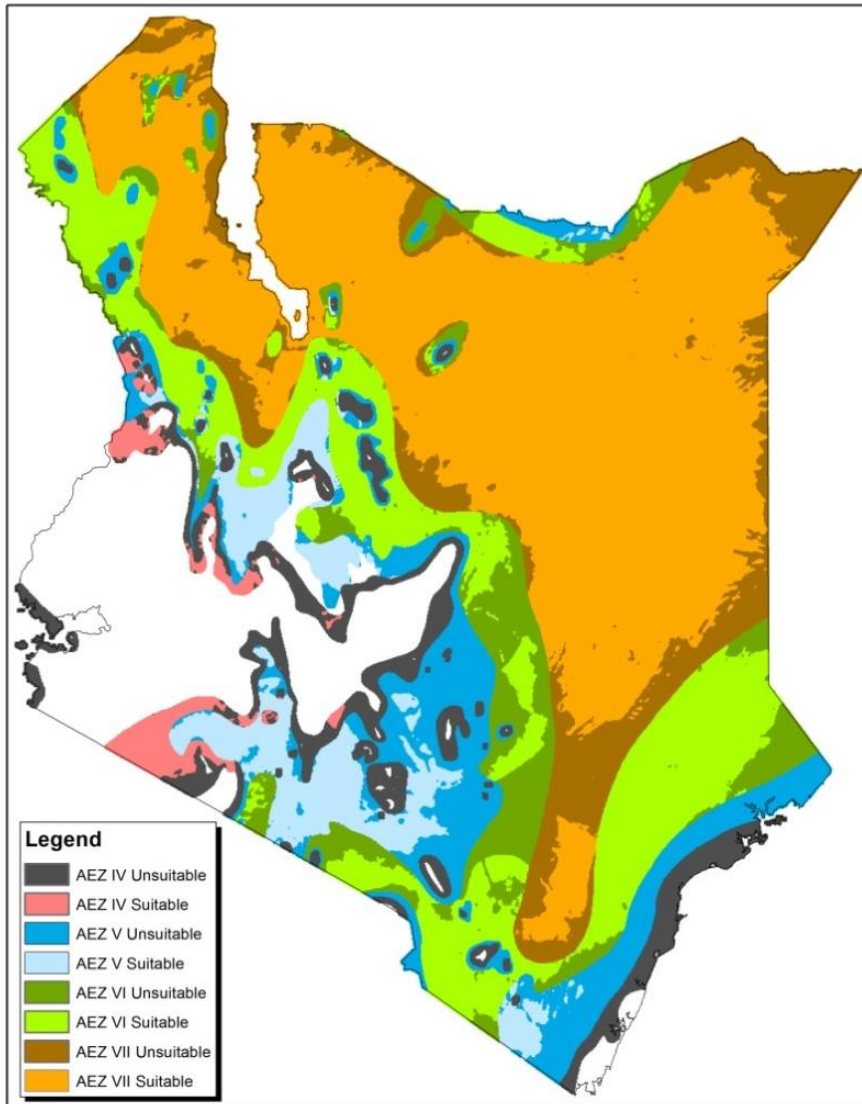 Legend
AEZ IV Unsuitable
AEZ IV Suitable
AEZ V Unsuitable
AEZ V Suitable
AEZ VI Unsuitable
AEZ VI Suitable
AEZ VII Unsuitable
AEZ VII Suitable